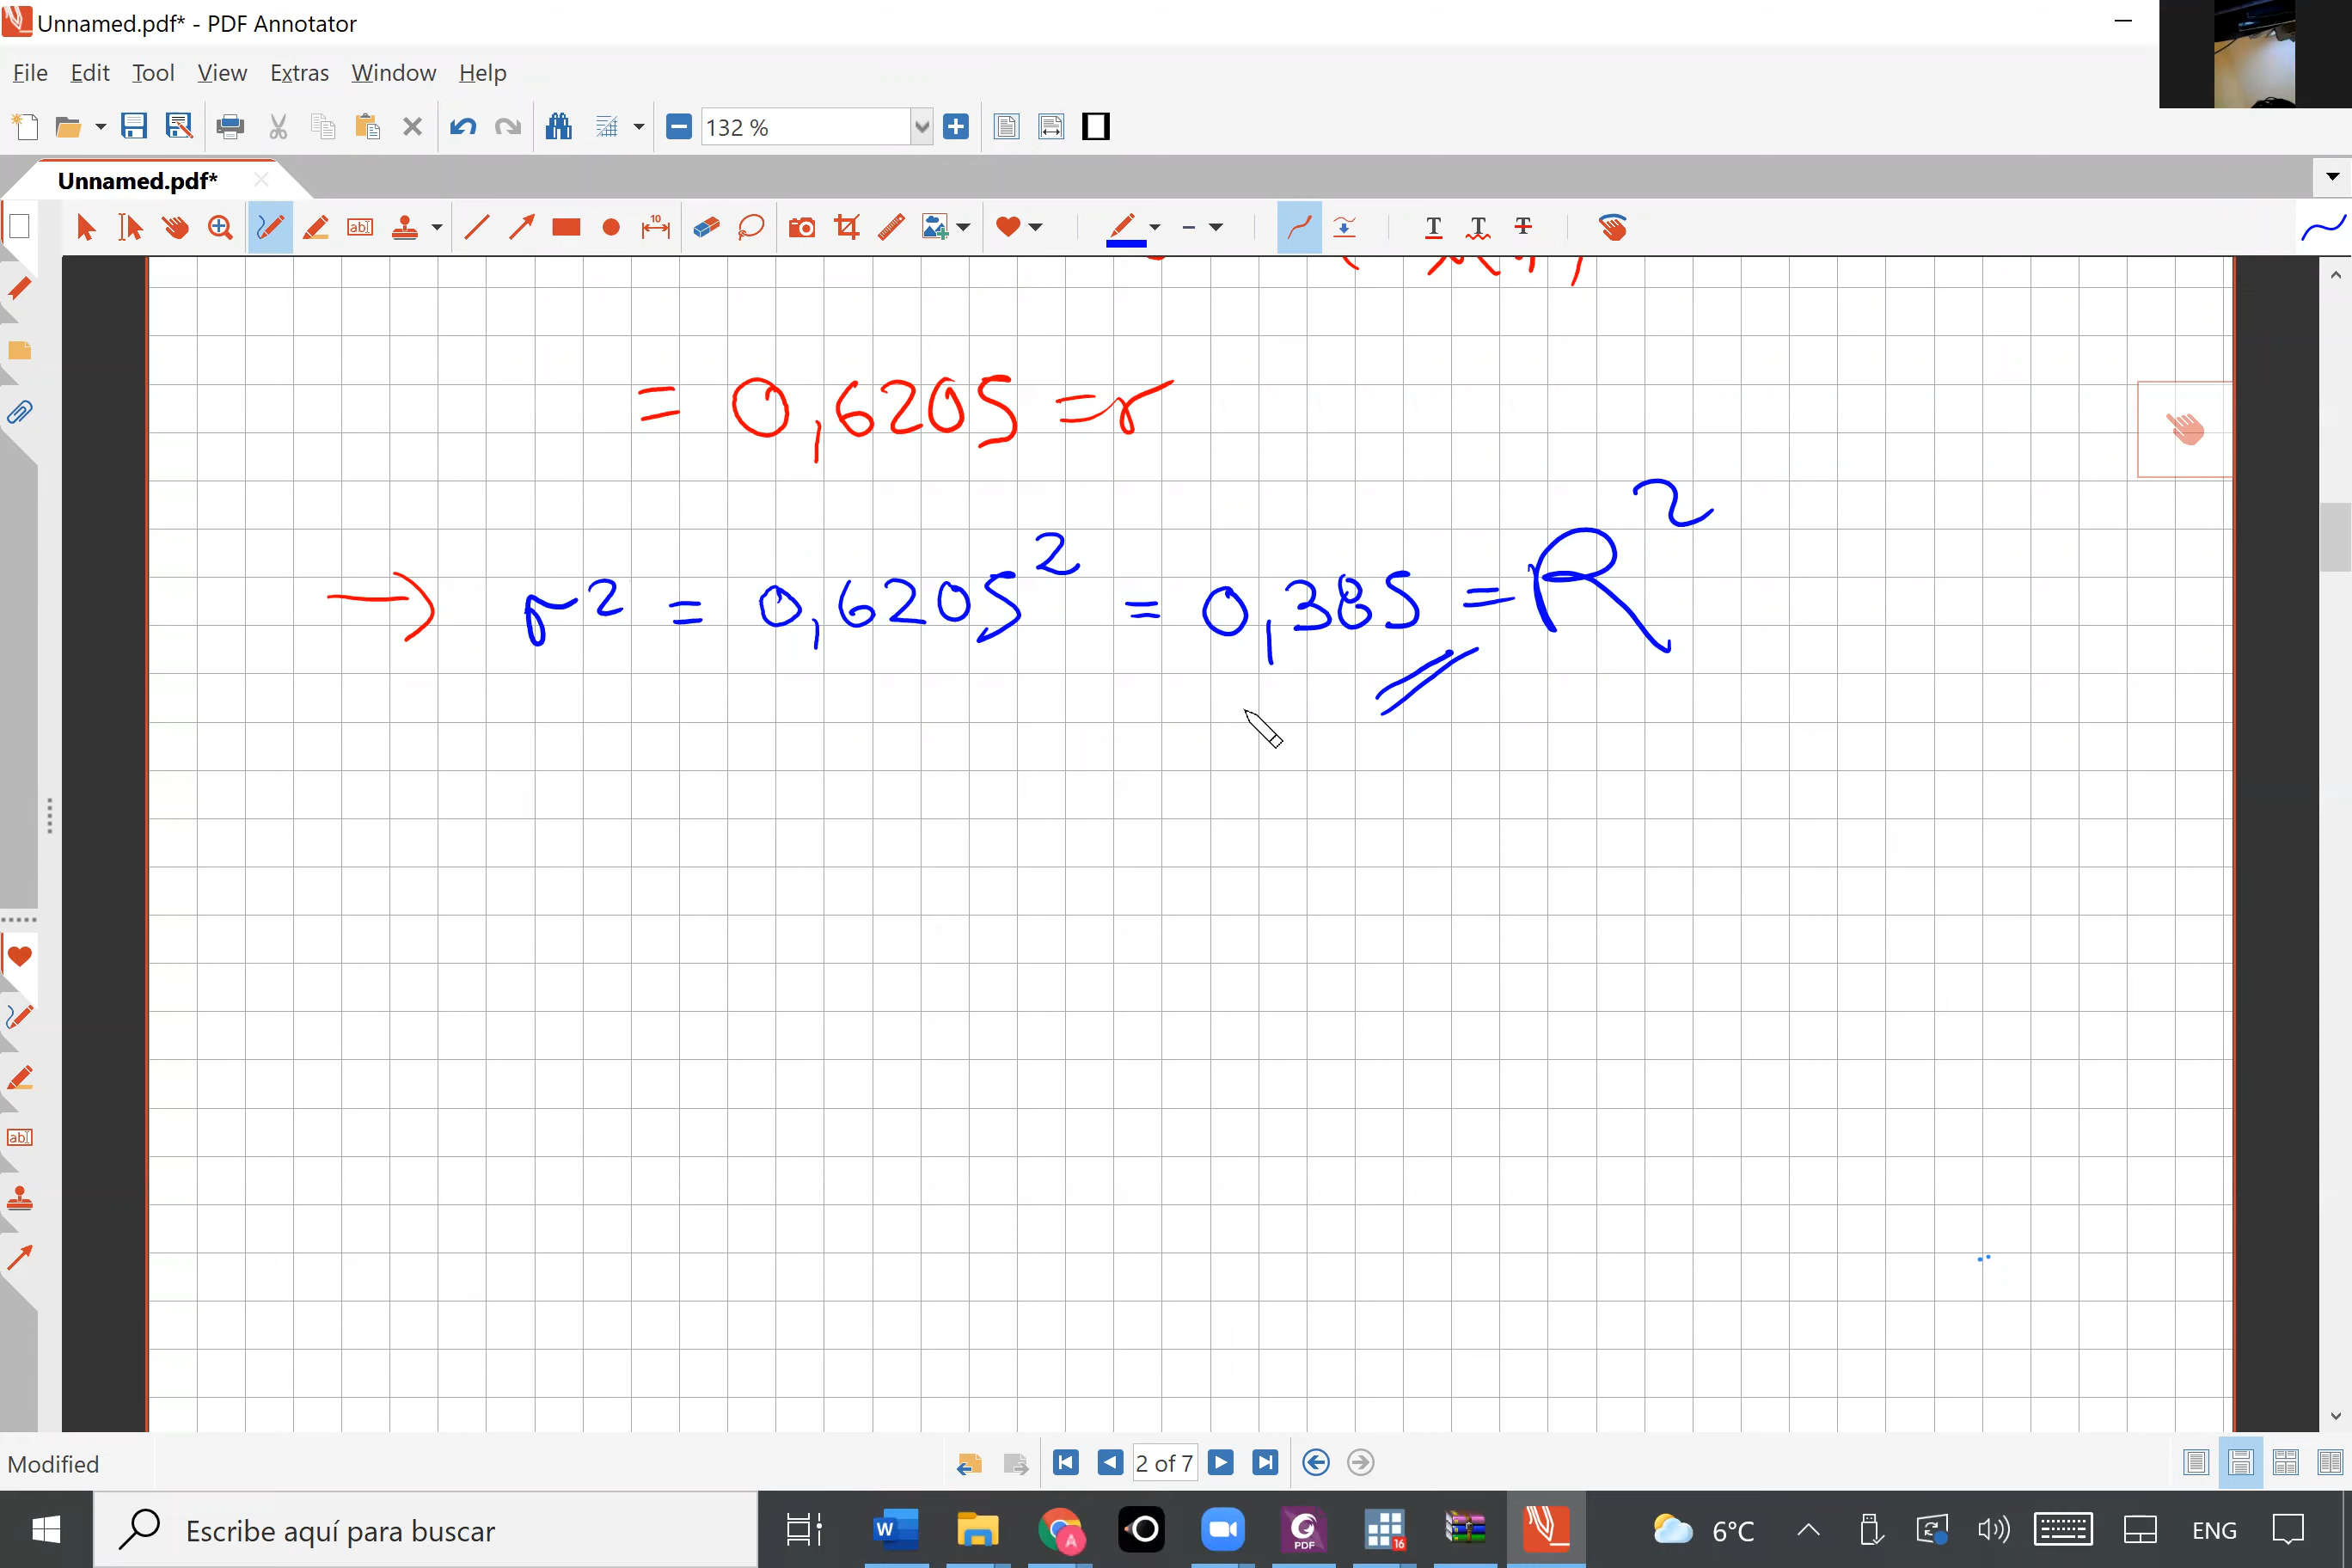 Unnamed.pdf* - PDF Annotator
File Edit Tool View Extras Window Help
132 %
Unnamed.pdf*
= 0,6205 = r
r² = 0,6205² = 0,385 = R²
Modified
2 of 7
Escribe aquí para buscar
6°C
ENG